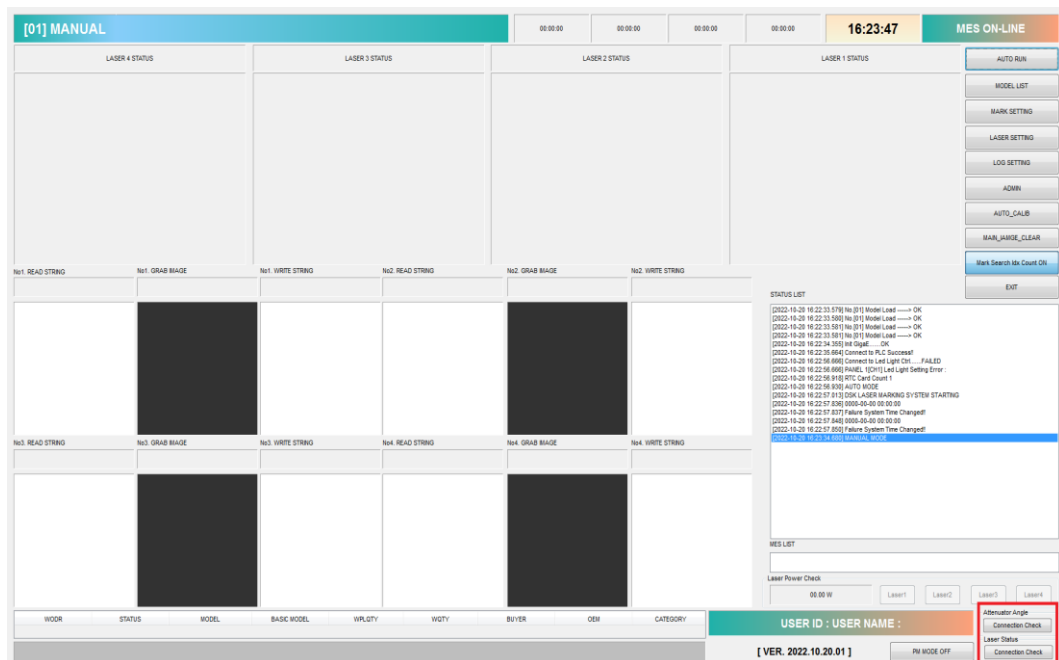 [01] MANUAL 00:00:00 00:00:00 00:00:00 00:00:00 16:23:47 MES ON-LINE
LASER 4 STATUS LASER 3 STATUS LASER 2 STATUS LASER 1 STATUS
AUTO RUN
MODEL LIST
MARK SETTING
LASER SETTING
LOG SETTING
ADMIN
AUTO_CALIB
MAIN_IAMGE_CLEAR
Mark Search Idx Count ON
EXIT
No1. READ STRING No1. GRAB IMAGE No1. WRITE STRING No2. READ STRING No2. GRAB IMAGE No2. WRITE STRING
STATUS LIST
[2022-10-20 16:22:33.579] No.[01] Model Load -----> OK
[2022-10-20 16:22:33.580] No.[01] Model Load -----> OK
[2022-10-20 16:22:33.581] No.[01] Model Load -----> OK
[2022-10-20 16:22:33.581] No.[01] Model Load -----> OK
[2022-10-20 16:22:34.355] Init GigaE.......OK
[2022-10-20 16:22:35.664] Connect to PLC Success!!
[2022-10-20 16:22:56.666] Connect to Led Light Ctrl......FAILED
[2022-10-20 16:22:56.666] PANEL 1[CH1] Led Light Setting Error :
[2022-10-20 16:22:56.918] RTC Card Count 1
[2022-10-20 16:22:56.930] AUTO MODE
[2022-10-20 16:22:57.013] DSK LASER MARKING SYSTEM STARTING
[2022-10-20 16:22:57.836] 0000-00-00 00:00:00
[2022-10-20 16:22:57.837] Failure System Time Changed!!
[2022-10-20 16:22:57.848] 0000-00-00 00:00:00
[2022-10-20 16:22:57.850] Failure System Time Changed!!
[2022-10-20 16:23:34.680] MANUAL MODE
No3. READ STRING No3. GRAB IMAGE No3. WRITE STRING No4. READ STRING No4. GRAB IMAGE No4. WRITE STRING
MES LIST
Laser Power Check
00.00 W Laser1 Laser2 Laser3 Laser4
WODR STATUS MODEL BASIC MODEL WPLQTY WQTY BUYER OEM CATEGORY
USER ID : USER NAME :
Attenuator Angle
Connection Check
Laser Status
Connection Check
[ VER. 2022.10.20.01 ] PM MODE OFF